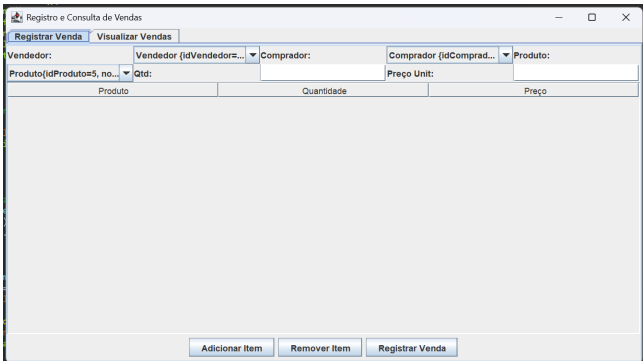 Registro e Consulta de Vendas
Registrar Venda Visualizar Vendas
Vendedor: Vendedor {idVendedor=... Comprador: Comprador {idComprad... Produto:
Produto{idProduto=5, no... Qtd: Preço Unit:
Produto Quantidade Preço
Adicionar Item Remover Item Registrar Venda